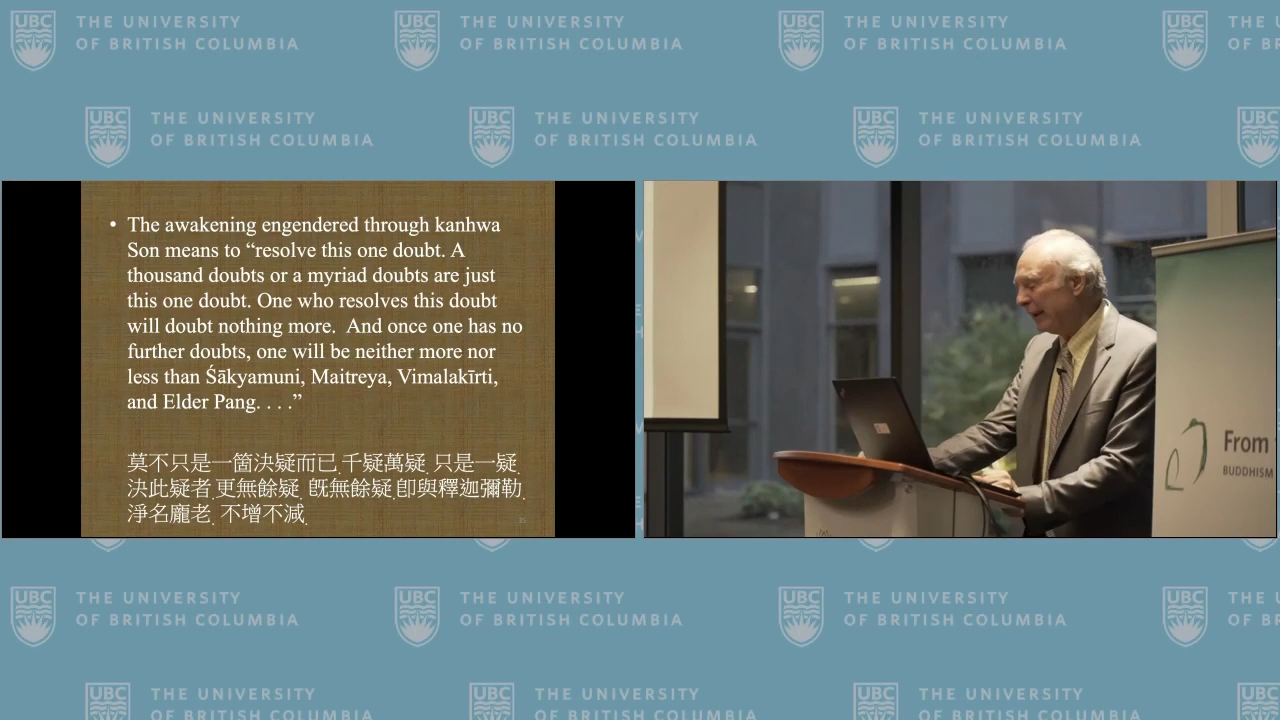 THE UNIVERSITY
OF BRITISH COLUMBIA
UBC
• The awakening engendered through kanhwa
Son means to “resolve this one doubt. A
thousand doubts or a myriad doubts are just
this one doubt. One who resolves this doubt
will doubt nothing more. And once one has no
further doubts, one will be neither more nor
less than Śākyamuni, Maitreya, Vimalakīrti,
and Elder Pang. . . .”
莫不只是一箇決疑而已. 千疑萬疑. 只是一疑.
決此疑者. 更無餘疑. 旣無餘疑. 卽與釋迦彌勒.
淨名龐老. 不增不減.
From
BUDDHISM